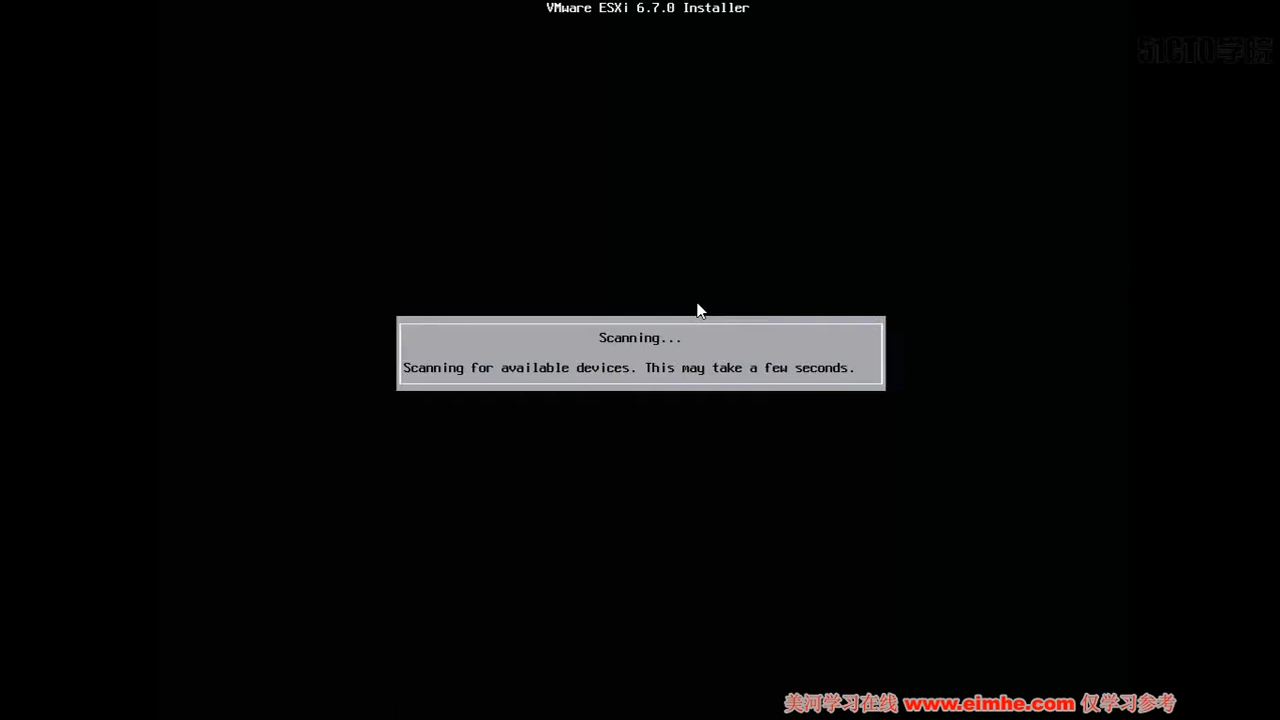 VMware ESXi 6.7.0 Installer
51CTO学院
Scanning...
Scanning for available devices. This may take a few seconds.
美河学习在线 www.eimhe.com 仅学习参考